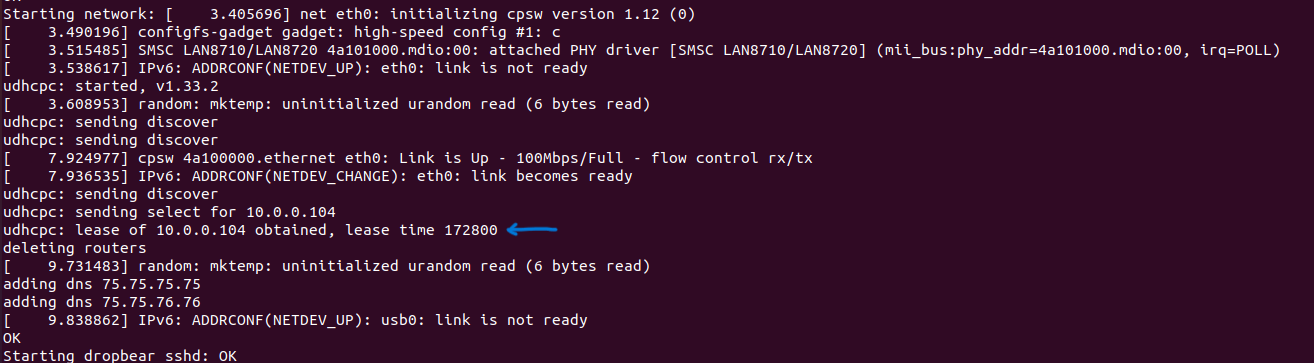 Starting network: [    3.405696] net eth0: initializing cpsw version 1.12 (0)
[    3.490196] configfs-gadget gadget: high-speed config #1: c
[    3.515485] SMSC LAN8710/LAN8720 4a101000.mdio:00: attached PHY driver [SMSC LAN8710/LAN8720] (mii_bus:phy_addr=4a101000.mdio:00, irq=POLL)
[    3.538617] IPv6: ADDRCONF(NETDEV_UP): eth0: link is not ready
udhcpc: started, v1.33.2
[    3.608953] random: mktemp: uninitialized urandom read (6 bytes read)
udhcpc: sending discover
udhcpc: sending discover
[    7.924977] cpsw 4a100000.ethernet eth0: Link is Up - 100Mbps/Full - flow control rx/tx
[    7.936535] IPv6: ADDRCONF(NETDEV_CHANGE): eth0: link becomes ready
udhcpc: sending discover
udhcpc: sending select for 10.0.0.104
udhcpc: lease of 10.0.0.104 obtained, lease time 172800
deleting routers
[    9.731483] random: mktemp: uninitialized urandom read (6 bytes read)
adding dns 75.75.75.75
adding dns 75.75.76.76
[    9.838862] IPv6: ADDRCONF(NETDEV_UP): usb0: link is not ready
OK
Starting dropbear sshd: OK